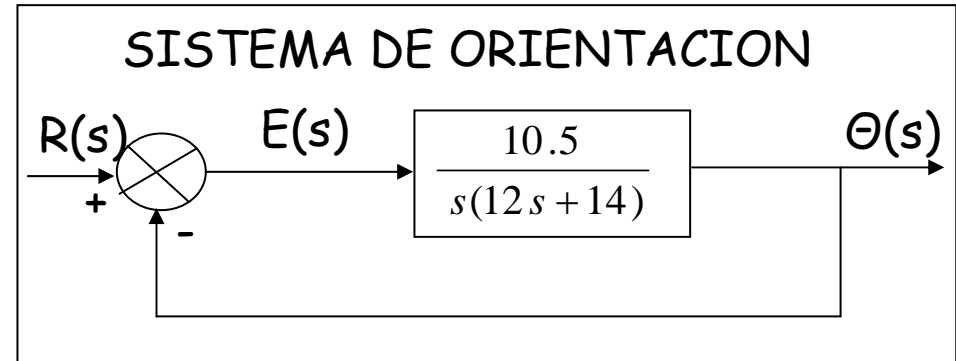 SISTEMA DE ORIENTACION
R(s) E(s) 10.5 Θ(s)
s(12s+14)
+
-